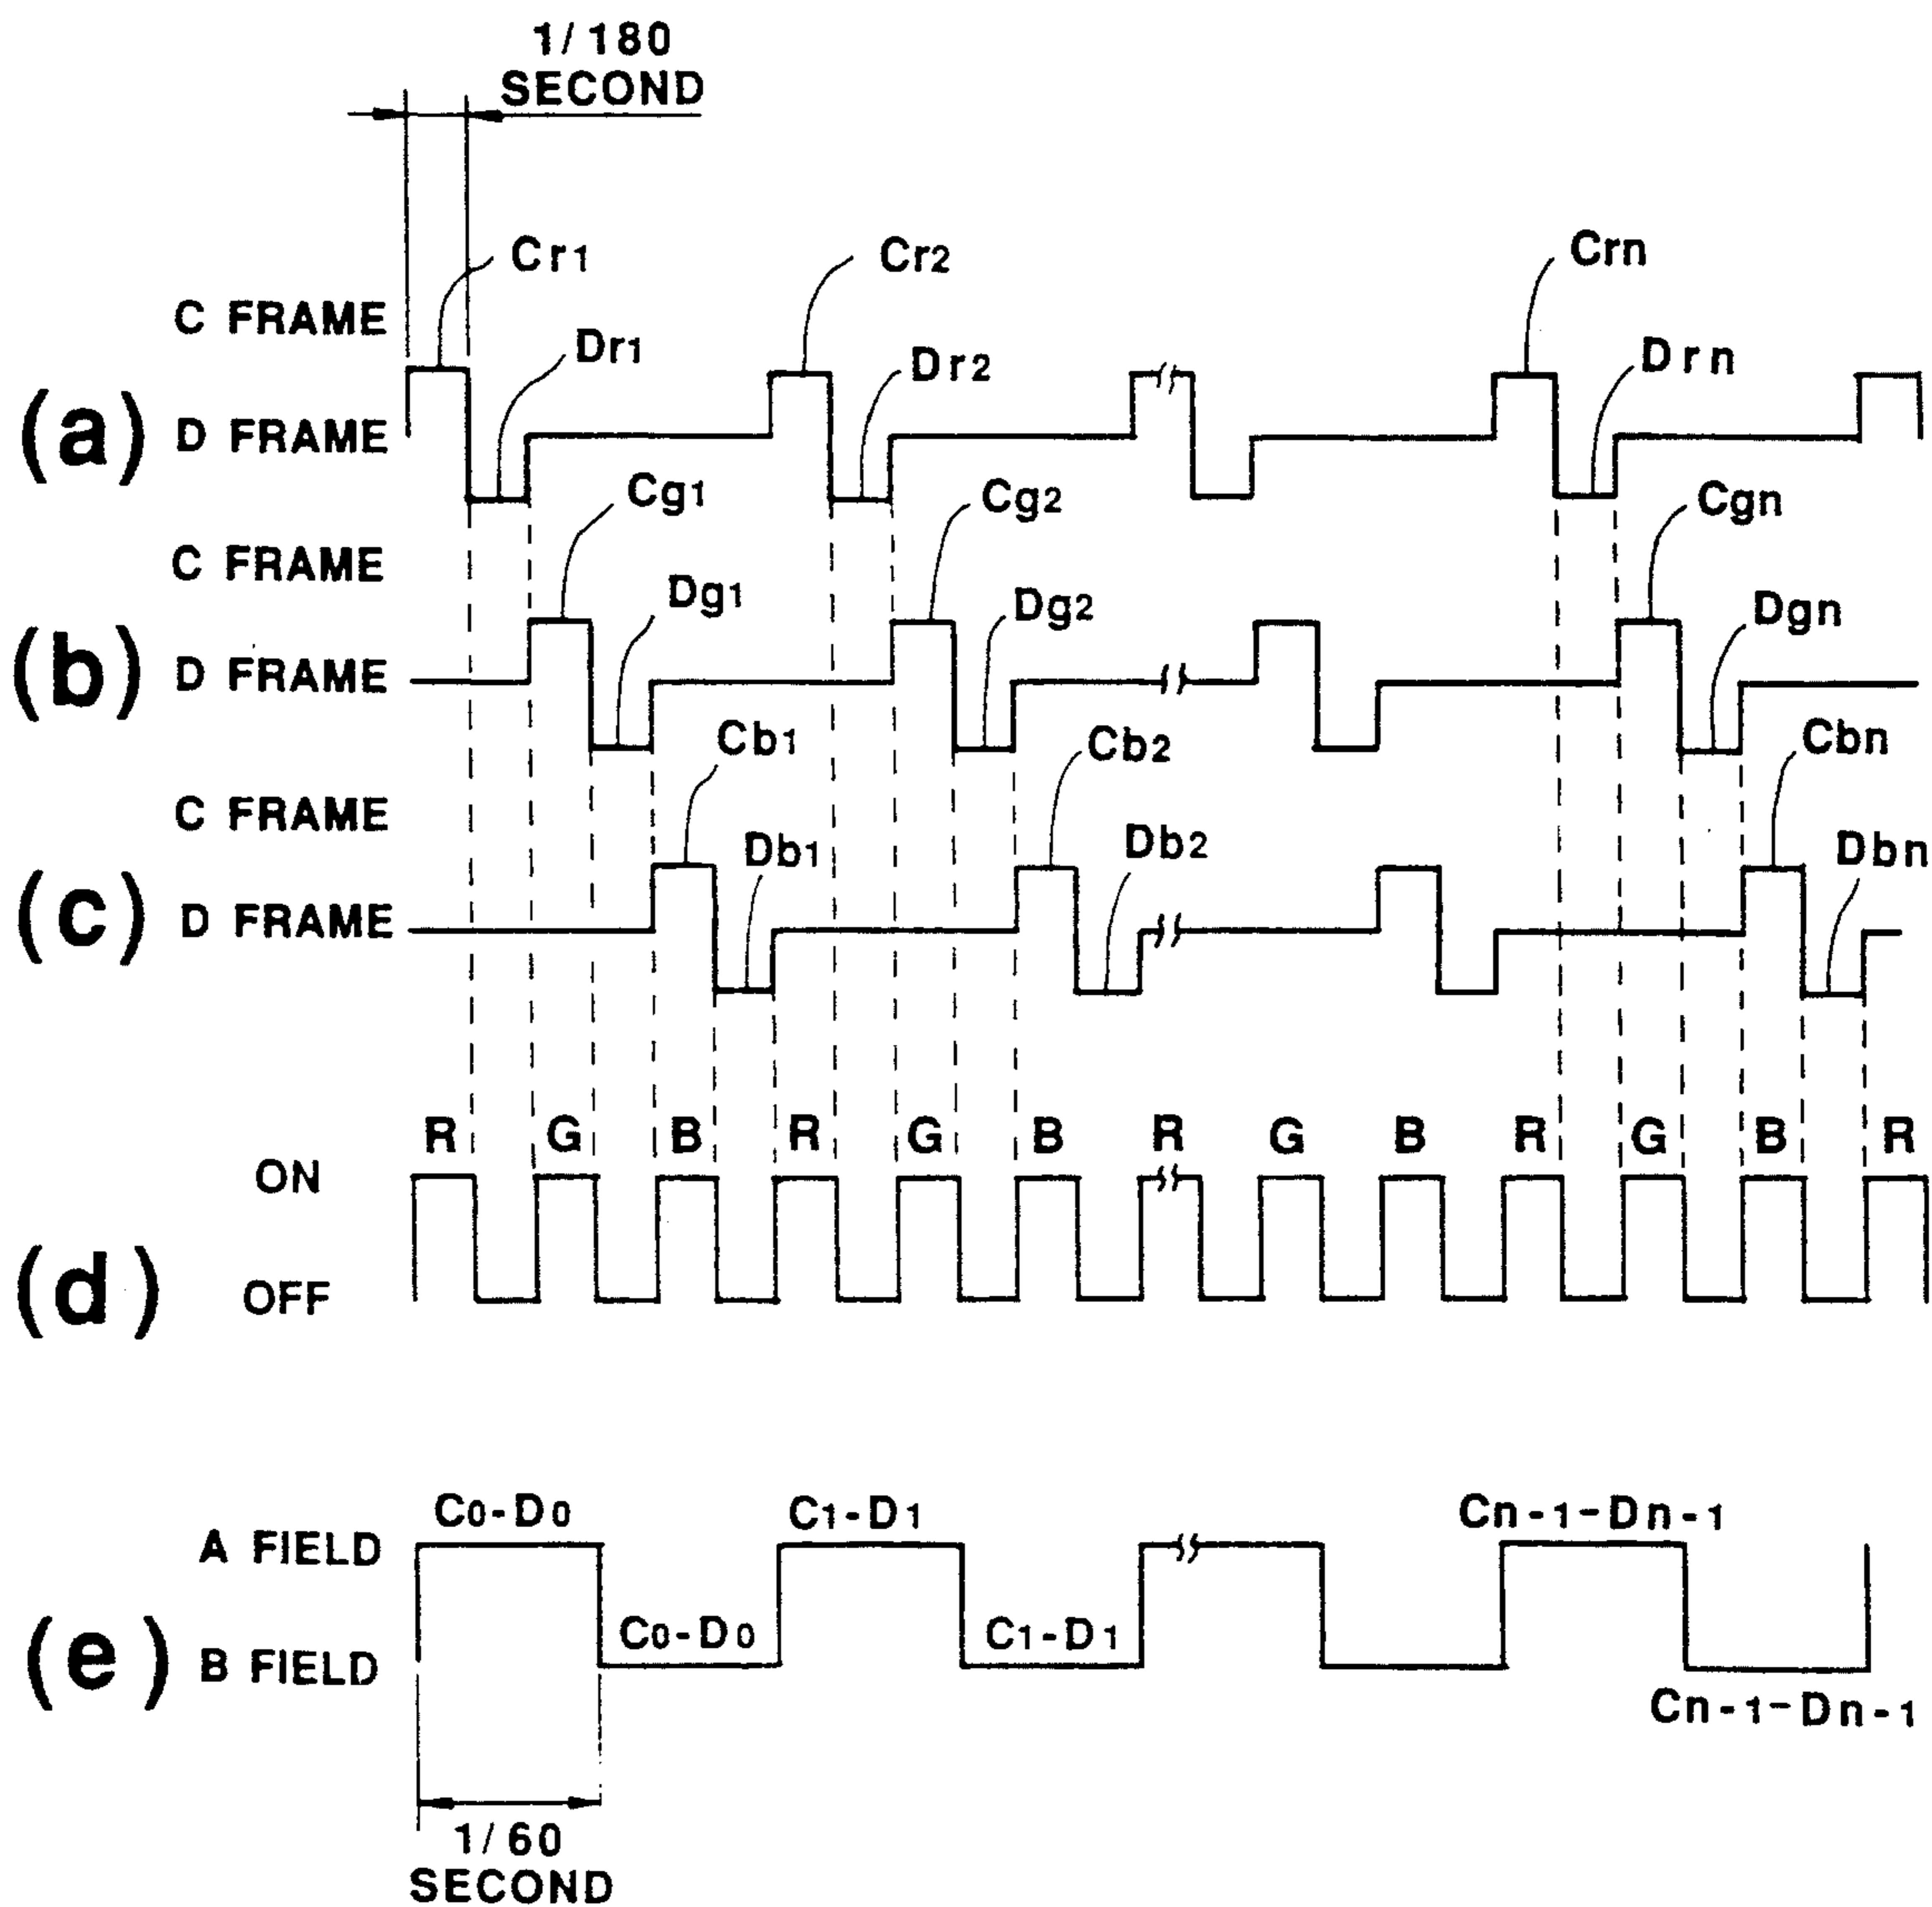 1/180
SECOND
Cr1 Cr2 Crn
C FRAME
Dr1 Dr2 Drn
(a) D FRAME
Cg1 Cg2 Cgn
C FRAME
Dg1 Dg2 Dgn
(b) D FRAME
Cb1 Cb2 Cbn
C FRAME
Db1 Db2 Dbn
(c) D FRAME
R G B R G B R G B R G B R
ON
(d)
OFF
C0-D0 C1-D1 Cn-1-Dn-1
A FIELD
C0-D0 C1-D1
(e) B FIELD
Cn-1-Dn-1
1/60
SECOND